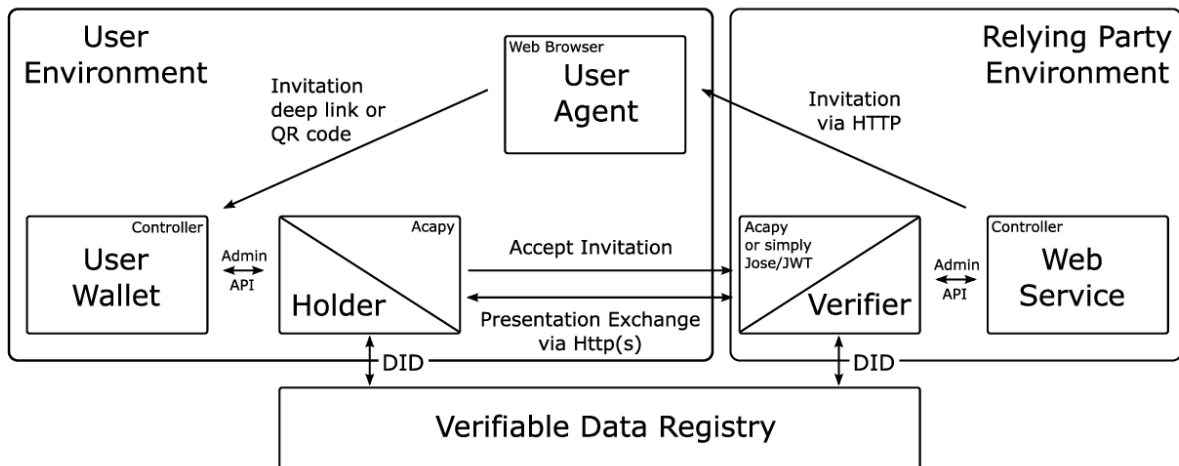 User
Environment
Web Browser
User
Agent
Invitation
deep link or
QR code
Relying Party
Environment
Invitation
via HTTP
Controller
User
Wallet
Admin
API
Acapy
Holder
Accept Invitation
Presentation Exchange
via Http(s)
Acapy
or simply
Jose/JWT
Verifier
Admin
API
Controller
Web
Service
DID
DID
Verifiable Data Registry